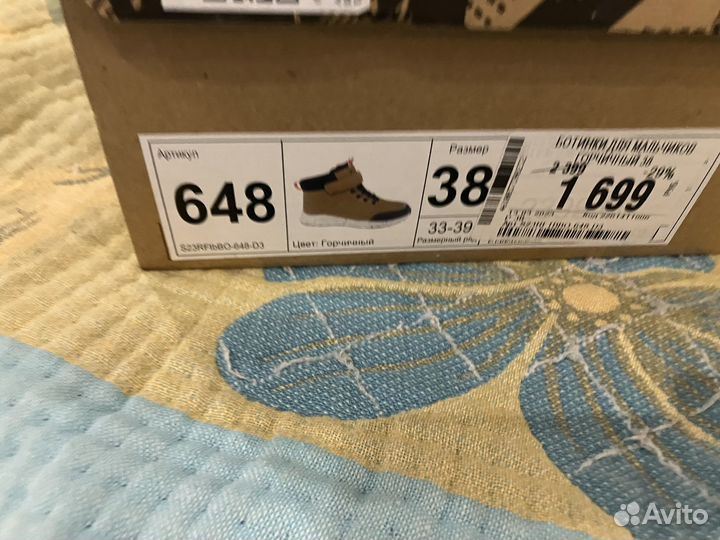 Артикул
648
S23RFIbBO-648-D3
Цвет: Горчичный
Размер
38
33-39
Размерный ряд
БОТИНКИ ДЛЯ МАЛЬЧИКОВ
ГОРЧИЧНЫЙ 38
2 399
-29%
1 699
Avito